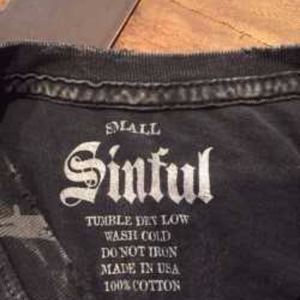 SMALL
Sinful
TUMBLE DRY LOW
WASH COLD
DO NOT IRON
MADE IN USA
100% COTTON